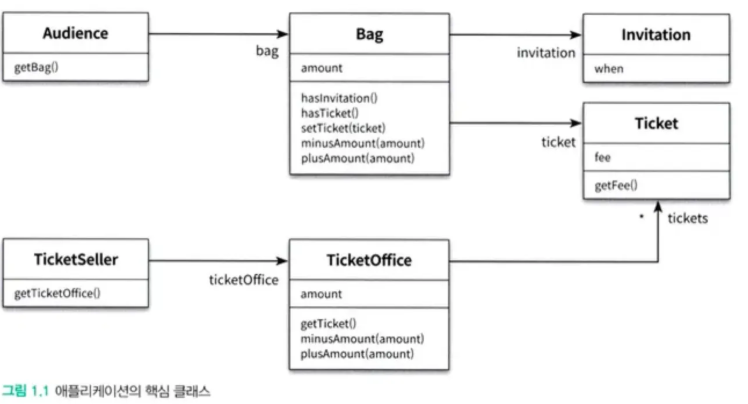 Audience
getBag()
bag
Bag
amount
hasInvitation()
hasTicket()
setTicket(ticket)
minusAmount(amount)
plusAmount(amount)
invitation
Invitation
when
ticket
Ticket
fee
getFee()
* tickets
TicketSeller
getTicketOffice()
ticketOffice
TicketOffice
amount
getTicket()
minusAmount(amount)
plusAmount(amount)
그림 1.1 애플리케이션의 핵심 클래스